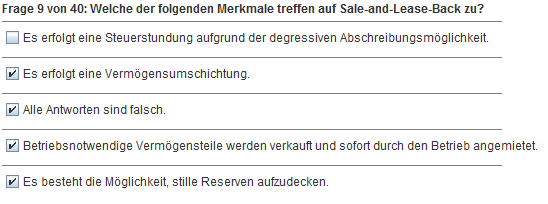 Frage 9 von 40: Welche der folgenden Merkmale treffen auf Sale-and-Lease-Back zu?
Es erfolgt eine Steuerstundung aufgrund der degressiven Abschreibungsmöglichkeit.
Es erfolgt eine Vermögensumschichtung.
Alle Antworten sind falsch.
Betriebsnotwendige Vermögensteile werden verkauft und sofort durch den Betrieb angemietet.
Es besteht die Möglichkeit, stille Reserven aufzudecken.